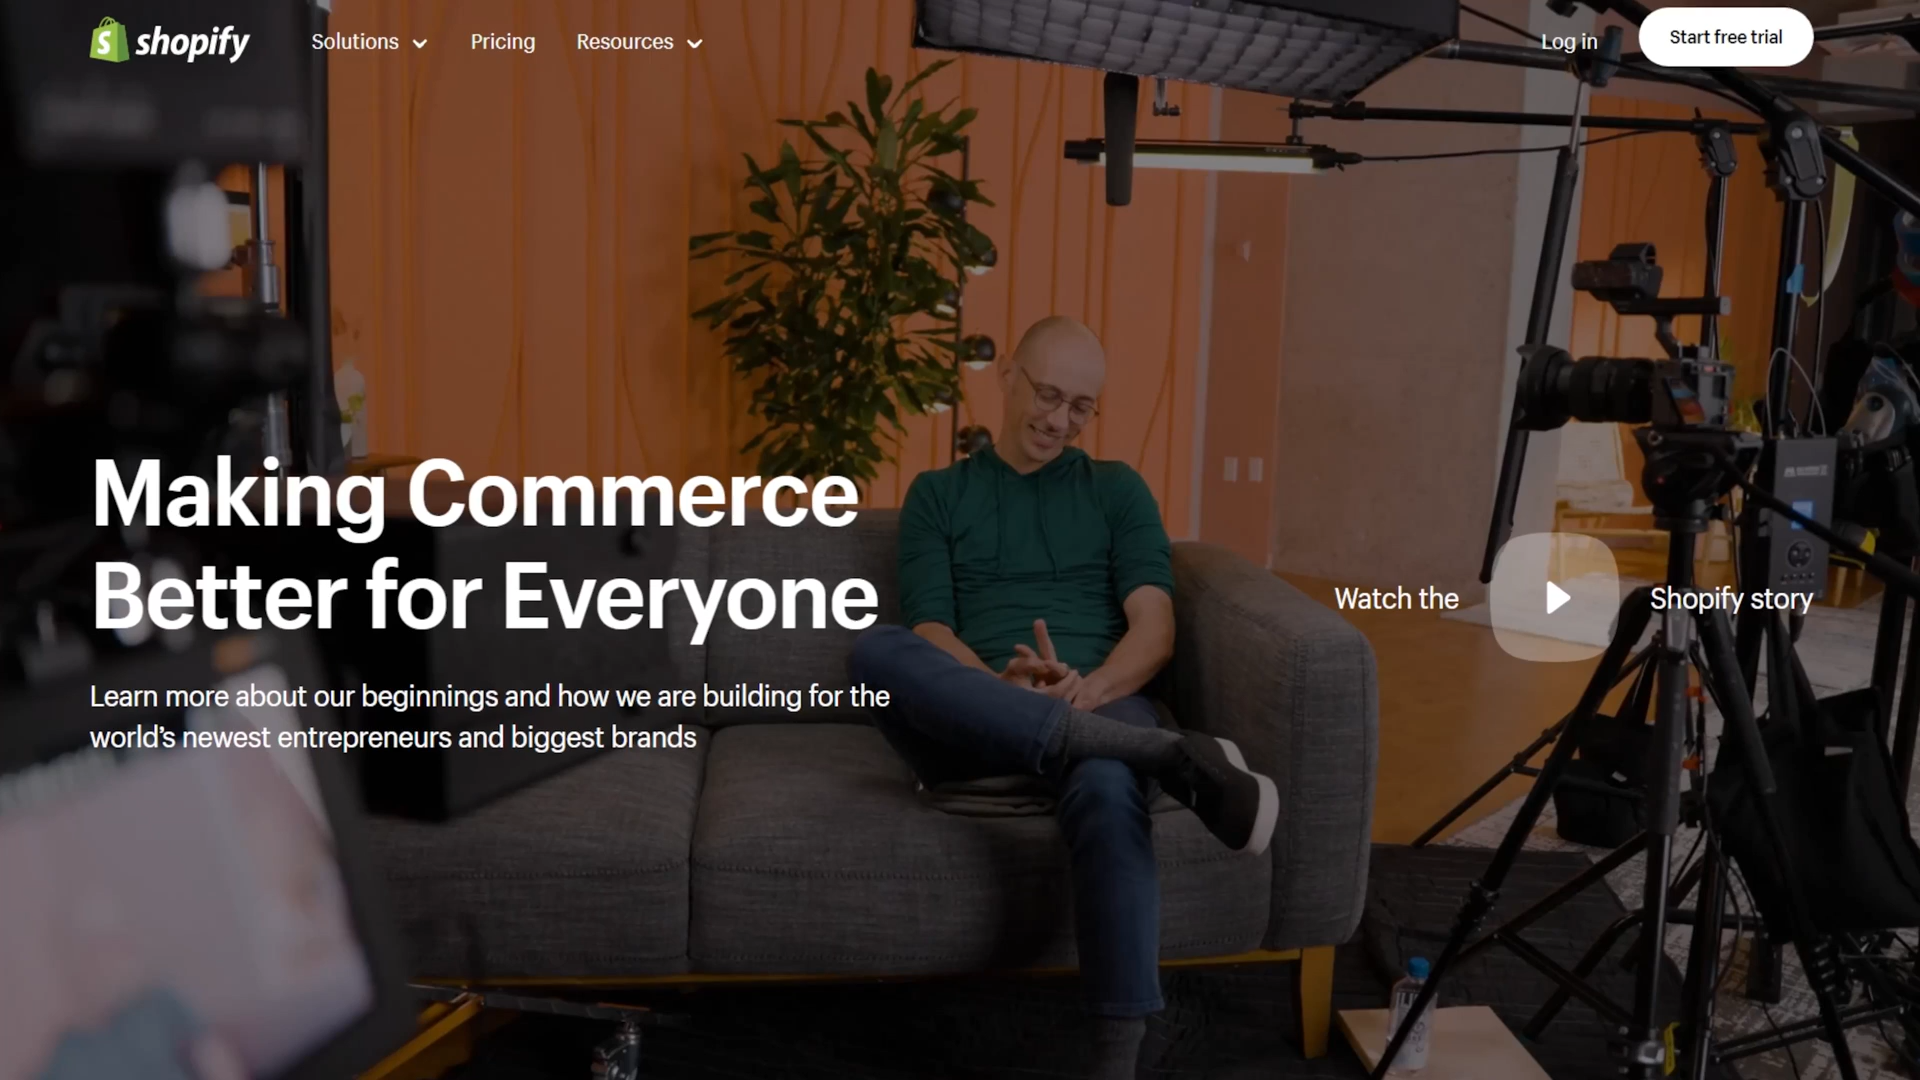 shopify
Solutions
Pricing
Resources
Log in
Start free trial
Making Commerce
Better for Everyone
Learn more about our beginnings and how we are building for the
world’s newest entrepreneurs and biggest brands
Watch the
Shopify story